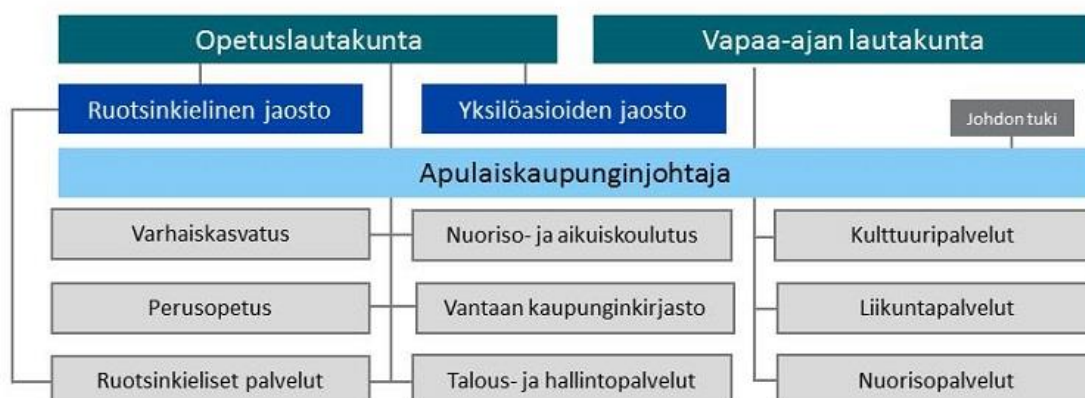 Opetuslautakunta
Vapaa-ajan lautakunta
Ruotsinkielinen jaosto
Yksilöasioiden jaosto
Johdon tuki
Apulaiskaupunginjohtaja
Varhaiskasvatus
Nuoriso- ja aikuiskoulutus
Kulttuuripalvelut
Perusopetus
Vantaan kaupunginkirjasto
Liikuntapalvelut
Ruotsinkieliset palvelut
Talous- ja hallintopalvelut
Nuorisopalvelut